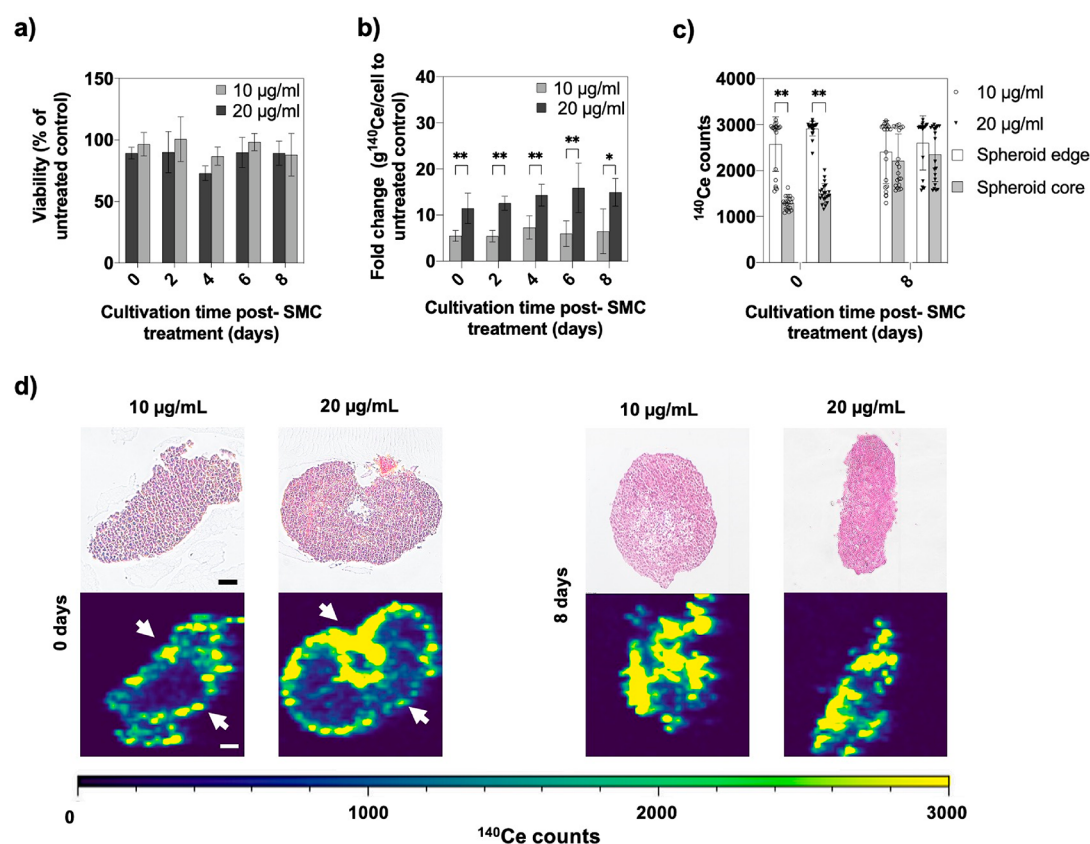 a)
Viability (% of
untreated control)
150
100
50
0
10 µg/ml
20 µg/ml
0 2 4 6 8
Cultivation time post- SMC
treatment (days)
b)
Fold change (g¹⁴⁰Ce/cell to
untreated control)
40
30
20
10
0
10 µg/ml
20 µg/ml
** ** ** ** *
0 2 4 6 8
Cultivation time post- SMC
treatment (days)
c)
¹⁴⁰Ce counts
4000
3000
2000
1000
0
** **
10 µg/ml
20 µg/ml
Spheroid edge
Spheroid core
0 8
Cultivation time post- SMC
treatment (days)
d)
10 µg/mL 20 µg/mL 10 µg/mL 20 µg/mL
0 days
8 days
0 1000 2000 3000
¹⁴⁰Ce counts